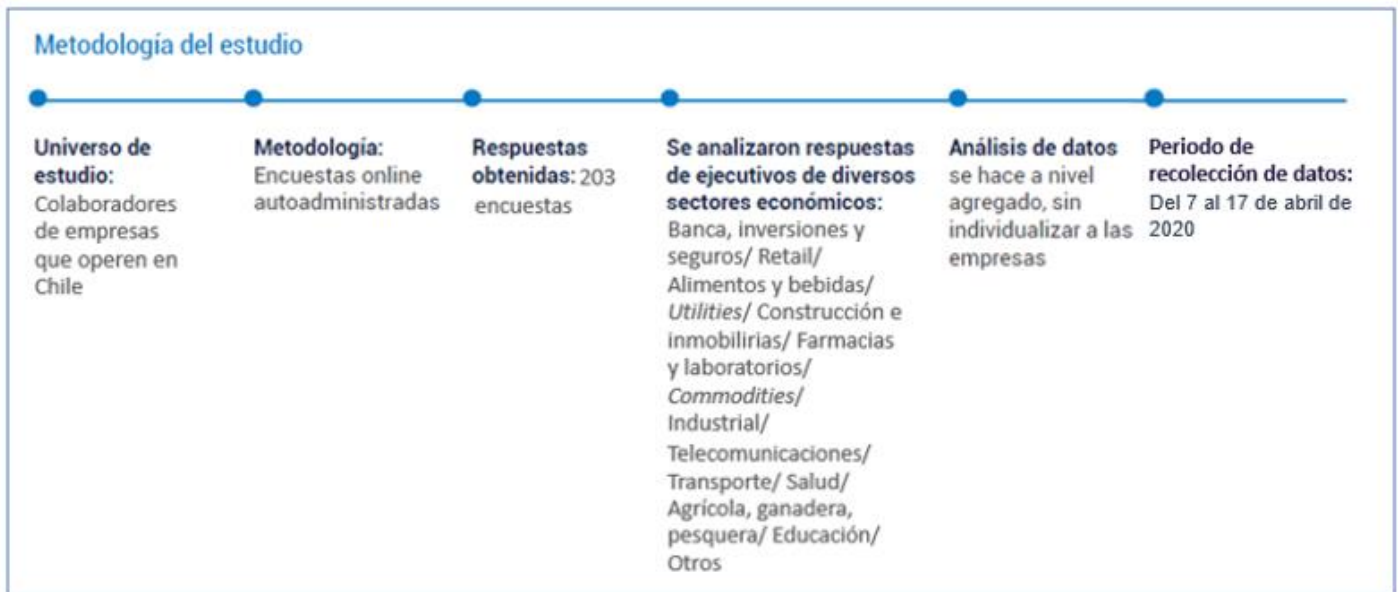 Metodología del estudio
Universo de
estudio:
Colaboradores
de empresas
que operen en
Chile
Metodología:
Encuestas online
autoadministradas
Respuestas
obtenidas: 203
encuestas
Se analizaron respuestas
de ejecutivos de diversos
sectores económicos:
Banca, inversiones y
seguros/ Retail/
Alimentos y bebidas/
Utilities/ Construcción e
inmobilirias/ Farmacias
y laboratorios/
Commodities/
Industrial/
Telecomunicaciones/
Transporte/ Salud/
Agrícola, ganadera,
pesquera/ Educación/
Otros
Análisis de datos
se hace a nivel
agregado, sin
individualizar a las
empresas
Periodo de
recolección de datos:
Del 7 al 17 de abril de
2020